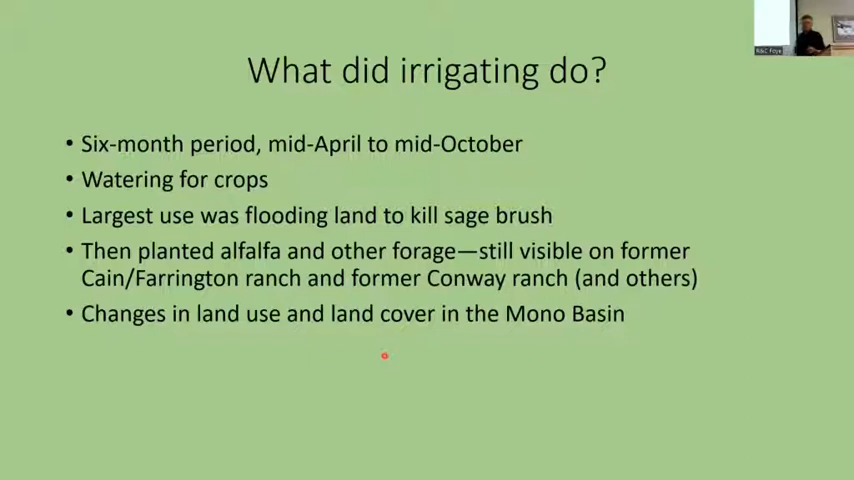 What did irrigating do?
• Six-month period, mid-April to mid-October
• Watering for crops
• Largest use was flooding land to kill sage brush
• Then planted alfalfa and other forage—still visible on former
Cain/Farrington ranch and former Conway ranch (and others)
• Changes in land use and land cover in the Mono Basin